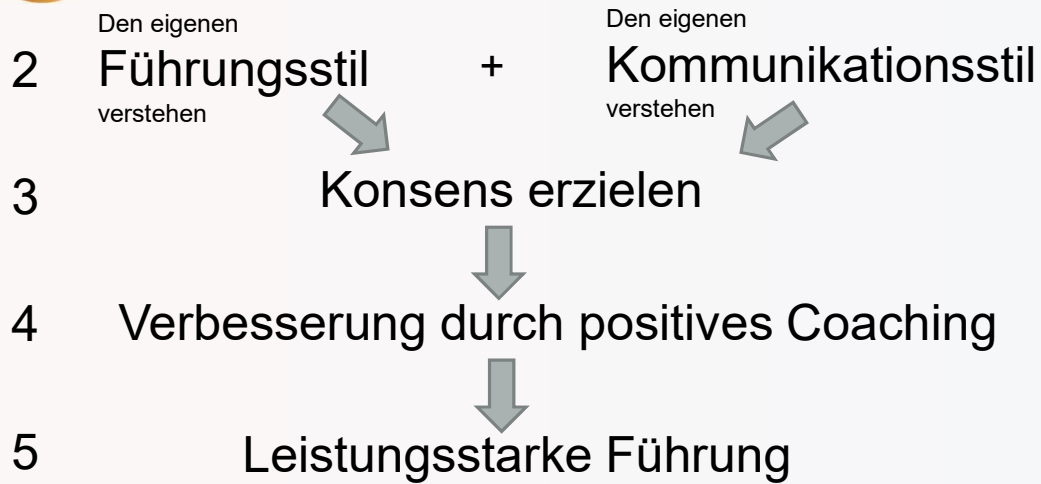 Den eigenen
Den eigenen
2 Führungsstil + Kommunikationsstil
verstehen
verstehen
3 Konsens erzielen
4 Verbesserung durch positives Coaching
5 Leistungsstarke Führung